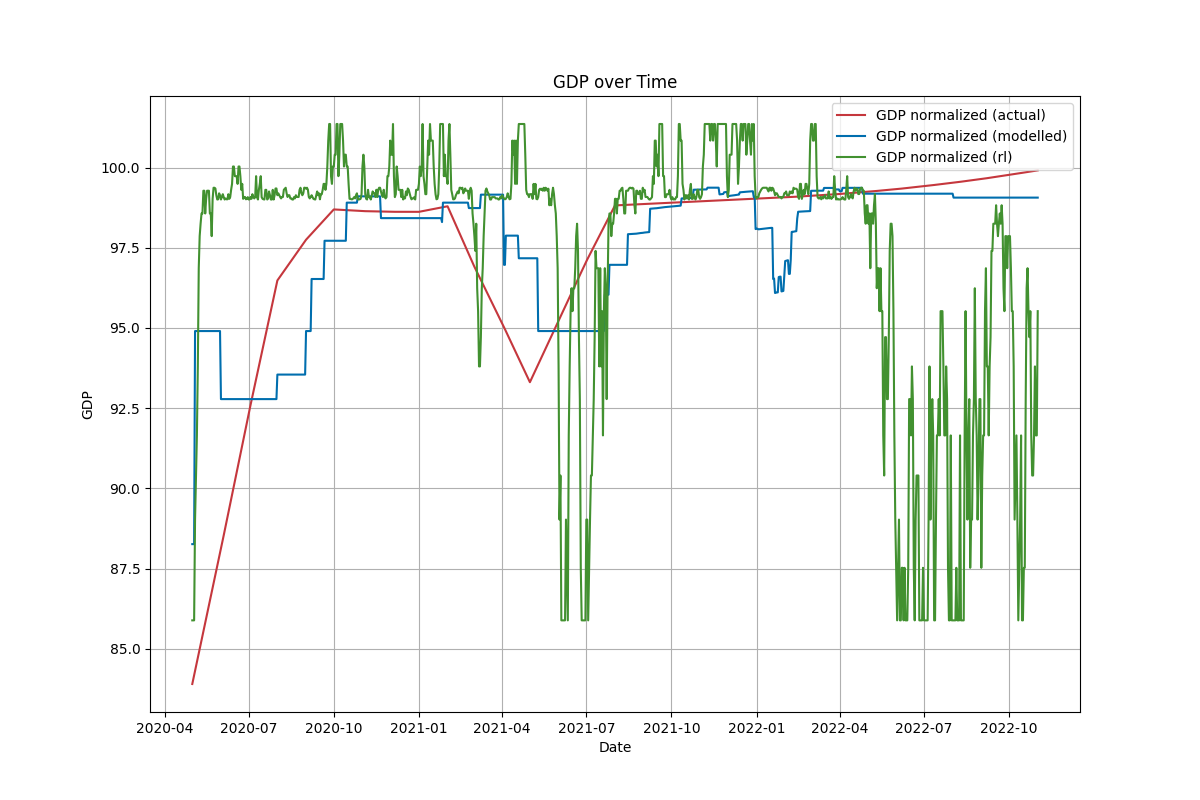 GDP over Time
GDP normalized (actual)
GDP normalized (modelled)
GDP normalized (rl)
GDP
100.0
97.5
95.0
92.5
90.0
87.5
85.0
2020-04 2020-07 2020-10 2021-01 2021-04 2021-07 2021-10 2022-01 2022-04 2022-07 2022-10
Date